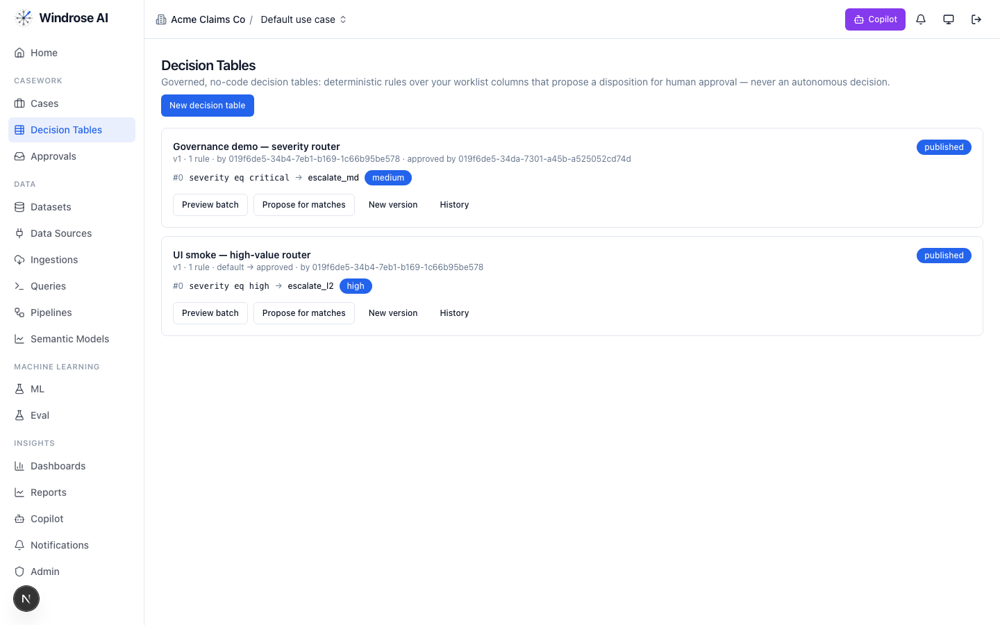 Windrose AI
Acme Claims Co / Default use case
Copilot
Home
CASEWORK
Cases
Decision Tables
Approvals
DATA
Datasets
Data Sources
Ingestions
Queries
Pipelines
Semantic Models
MACHINE LEARNING
ML
Eval
INSIGHTS
Dashboards
Reports
Copilot
Notifications
Admin
N
Decision Tables
Governed, no-code decision tables: deterministic rules over your worklist columns that propose a disposition for human approval — never an autonomous decision.
New decision table
Governance demo — severity router
published
v1 · 1 rule · by 019f6de5-34b4-7eb1-b169-1c66b95be578 · approved by 019f6de5-34da-7301-a45b-a525052cd74d
#0 severity eq critical → escalate_md medium
Preview batch Propose for matches New version History
UI smoke — high-value router
published
v1 · 1 rule · default → approved · by 019f6de5-34b4-7eb1-b169-1c66b95be578
#0 severity eq high → escalate_l2 high
Preview batch Propose for matches New version History